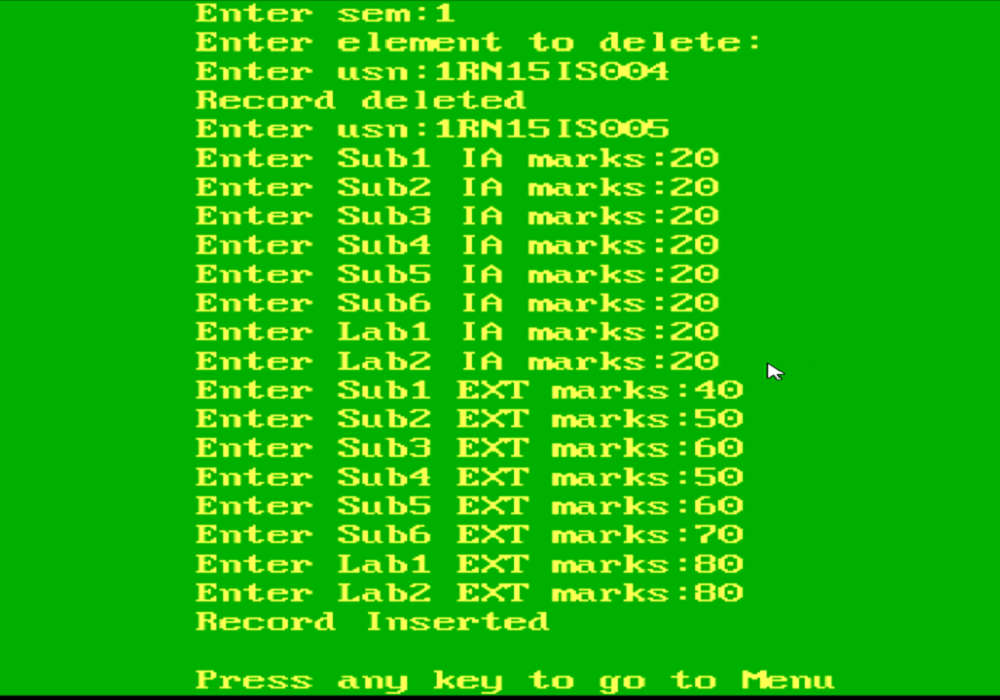 Enter sem:1
Enter element to delete:
Enter usn:1RN15IS004
Record deleted
Enter usn:1RN15IS005
Enter Sub1 IA marks:20
Enter Sub2 IA marks:20
Enter Sub3 IA marks:20
Enter Sub4 IA marks:20
Enter Sub5 IA marks:20
Enter Sub6 IA marks:20
Enter Lab1 IA marks:20
Enter Lab2 IA marks:20
Enter Sub1 EXT marks:40
Enter Sub2 EXT marks:50
Enter Sub3 EXT marks:60
Enter Sub4 EXT marks:50
Enter Sub5 EXT marks:60
Enter Sub6 EXT marks:70
Enter Lab1 EXT marks:80
Enter Lab2 EXT marks:80
Record Inserted
Press any key to go to Menu